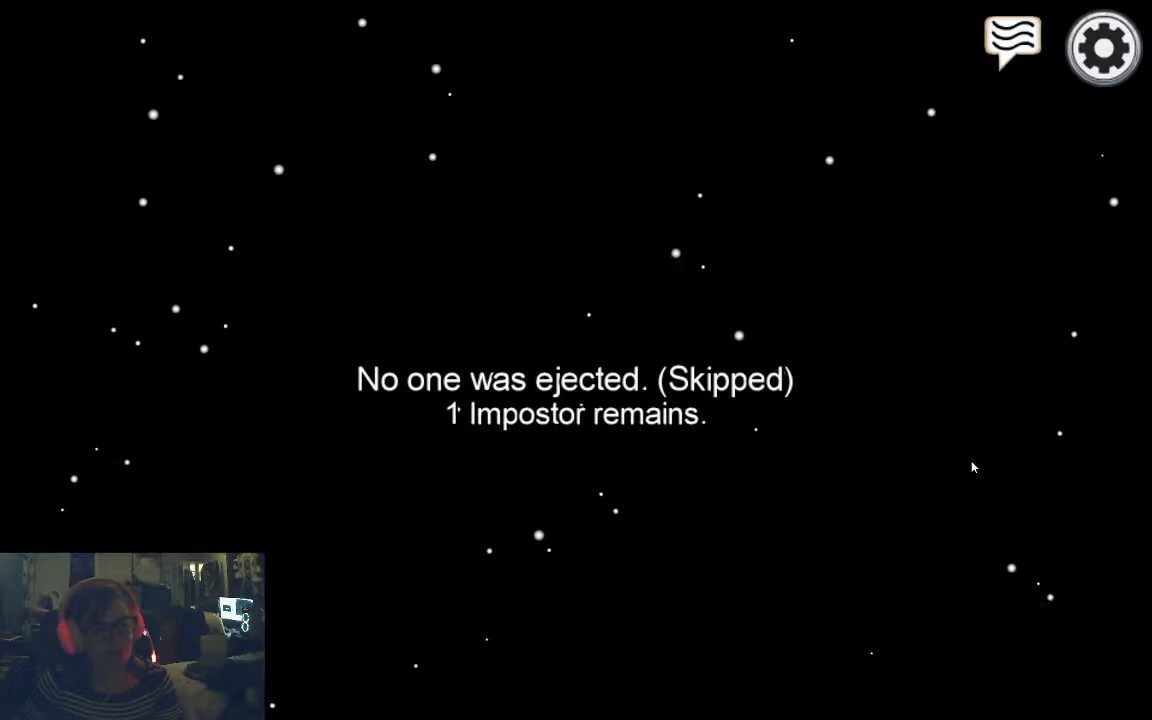 No one was ejected. (Skipped)
1 Impostor remains.